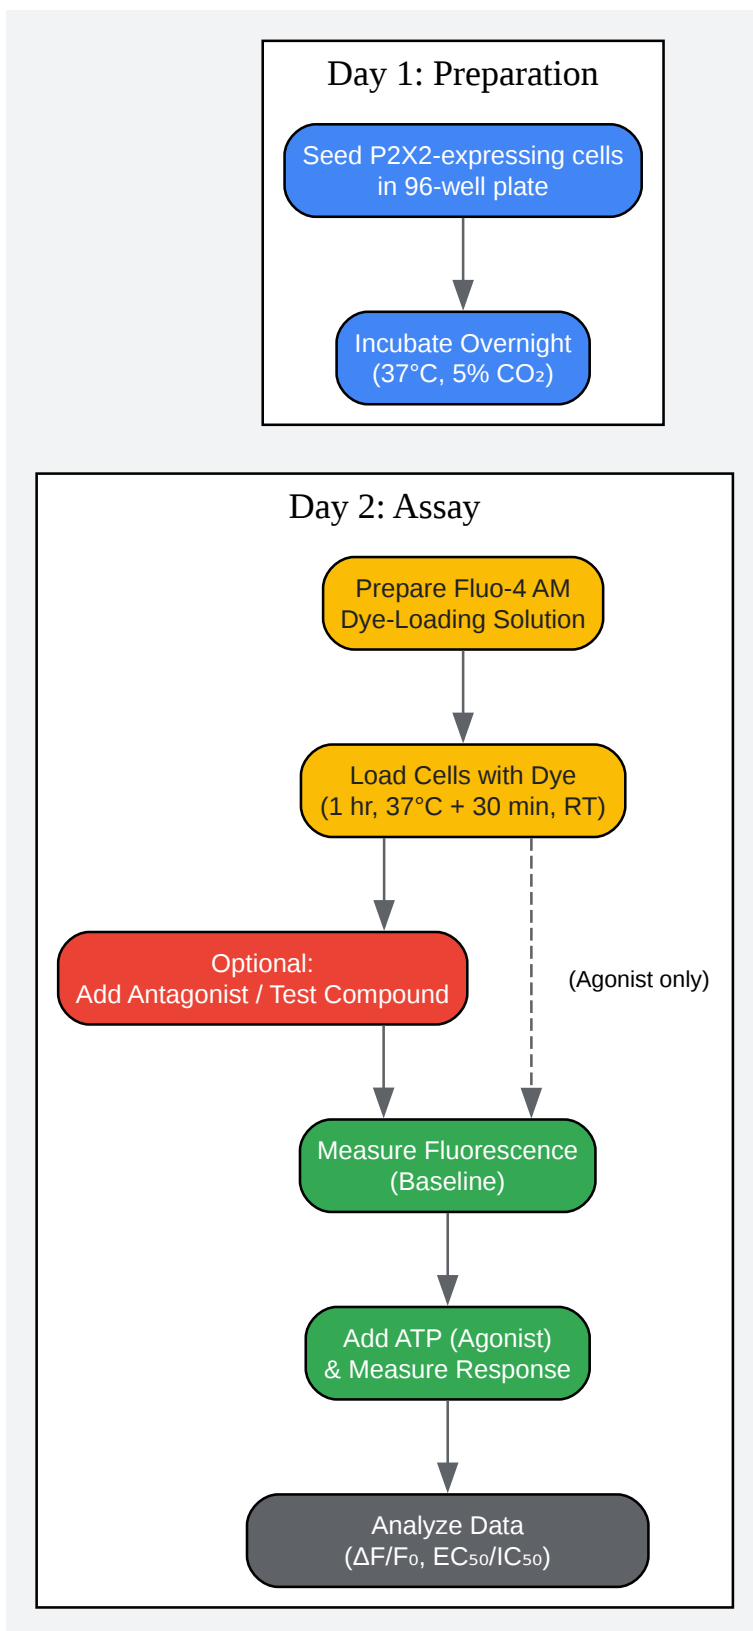 Day 1: Preparation
Seed P2X2-expressing cells
in 96-well plate
Incubate Overnight
(37°C, 5% CO₂)
Day 2: Assay
Prepare Fluo-4 AM
Dye-Loading Solution
Load Cells with Dye
(1 hr, 37°C + 30 min, RT)
Optional:
Add Antagonist / Test Compound
(Agonist only)
Measure Fluorescence
(Baseline)
Add ATP (Agonist)
& Measure Response
Analyze Data
(ΔF/F₀, EC₅₀/IC₅₀)